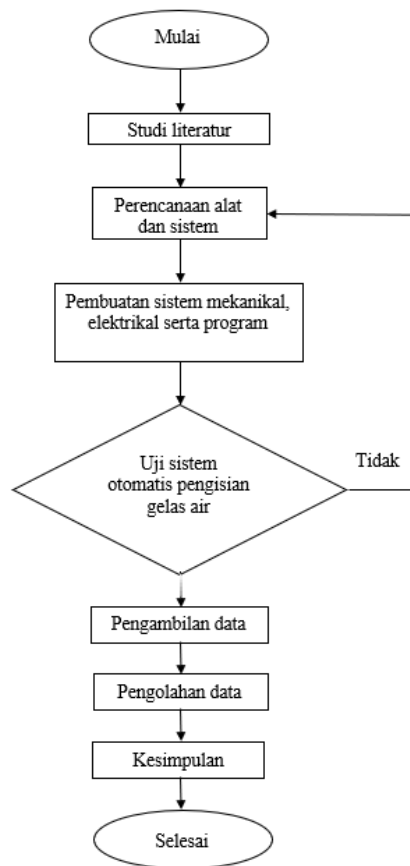 Mulai
Studi literatur
Perencanaan alat
dan sistem
Pembuatan sistem mekanikal,
elektrikal serta program
Uji sistem
otomatis pengisian
gelas air
Tidak
Pengambilan data
Pengolahan data
Kesimpulan
Selesai